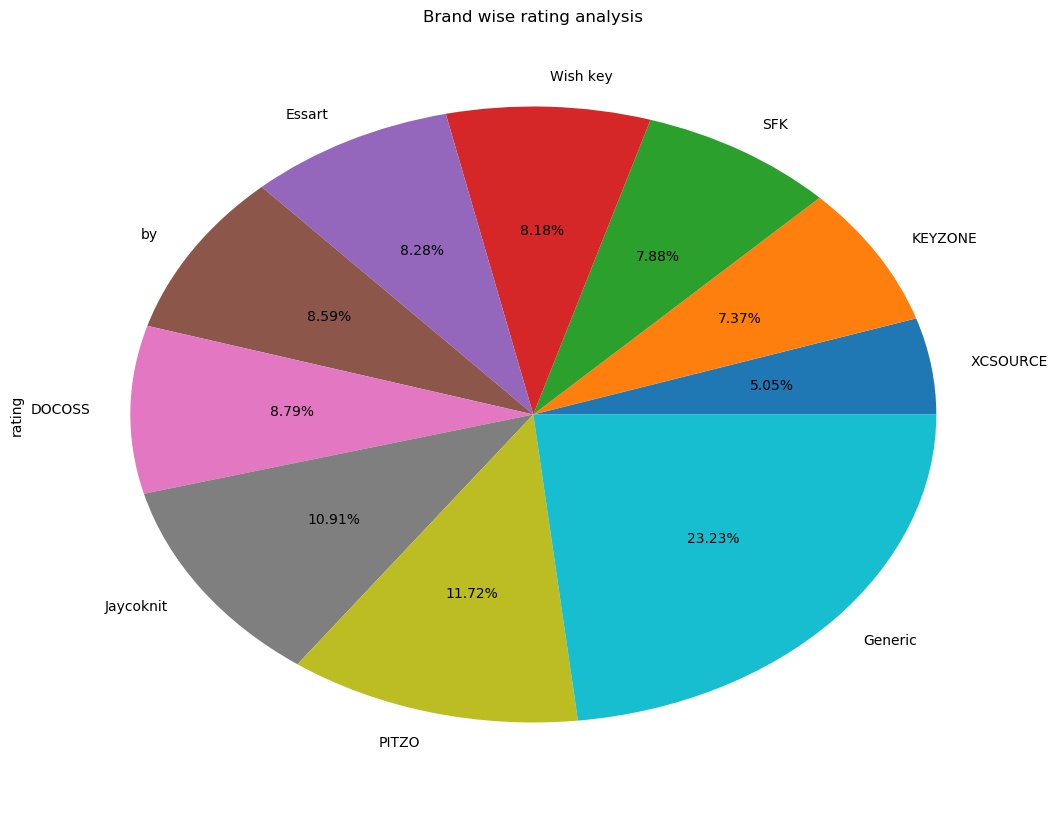 Brand wise rating analysis
Wish key
Essart
SFK
by
KEYZONE
8.18%
8.28%
7.88%
8.59%
7.37%
XCSOURCE
5.05%
DOCOSS
8.79%
rating
10.91%
23.23%
11.72%
Jaycoknit
Generic
PITZO